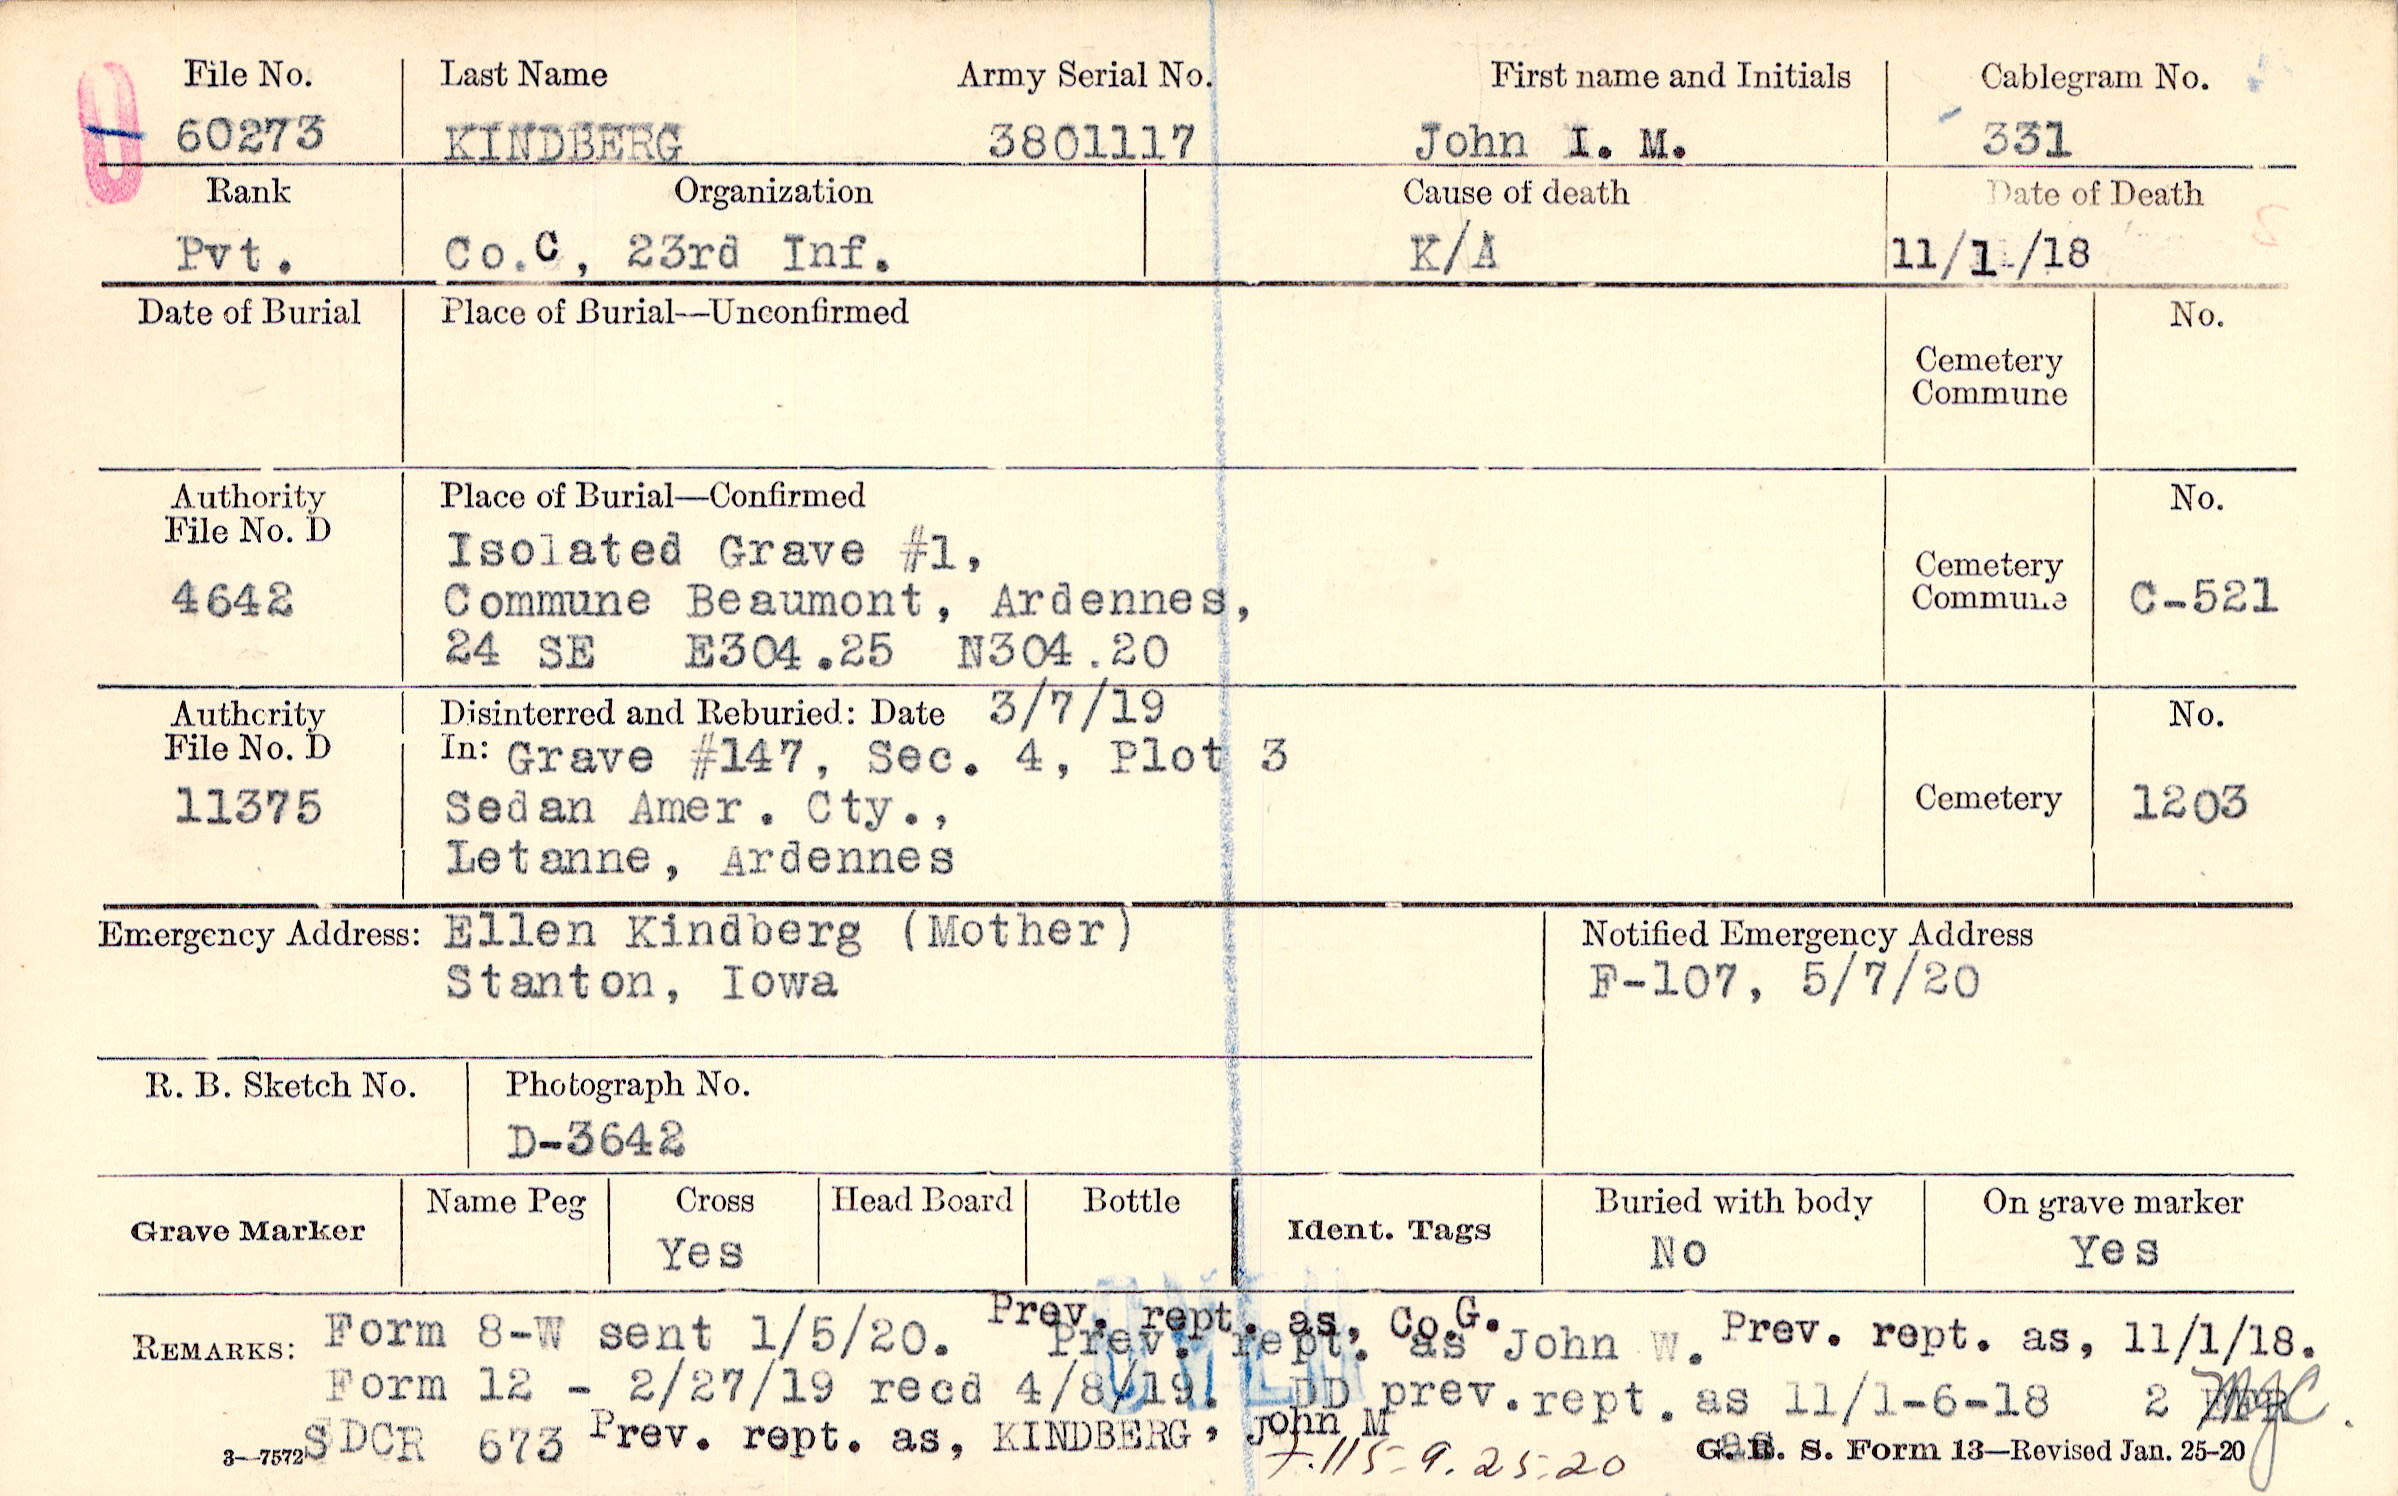 File No. Last Name Army Serial No. First name and Initials Cablegram No.
60273 KINDBERG 3801117 John I. M. 331
Rank Organization Cause of death Date of Death
Pvt. Co.C, 23rd Inf. K/A 11/1/18
Date of Burial Place of Burial—Unconfirmed No.
Cemetery
Commune
Authority Place of Burial—Confirmed No.
File No. D
Isolated Grave #1,
Cemetery
4642 Commune Beaumont, Ardennes, Commune C-521
24 SE E304.25 N304.20
Authority Disinterred and Reburied: Date 3/7/19 No.
File No. D In: Grave #147, Sec. 4, Plot 3
11375 Sedan Amer. Cty., Cemetery 1203
Letanne, Ardennes
Emergency Address: Ellen Kindberg (Mother) Notified Emergency Address
Stanton, Iowa F-107, 5/7/20
R. B. Sketch No. Photograph No.
D-3642
Grave Marker Name Peg Cross Head Board Bottle Ident. Tags Buried with body On grave marker
Yes No Yes
Prev. rept. as, Co.G.
REMARKS: Form 8-W sent 1/5/20. Prev. rept. as John W. Prev. rept. as, 11/1/18.
Form 12 - 2/27/19 recd 4/8/19. DD prev.rept. as 11/1-6-18 2
SDCR 673 Prev. rept. as, KINDBERG, John M
3—7572 f.115-9.25-20 G. R. S. Form 13—Revised Jan. 25-20